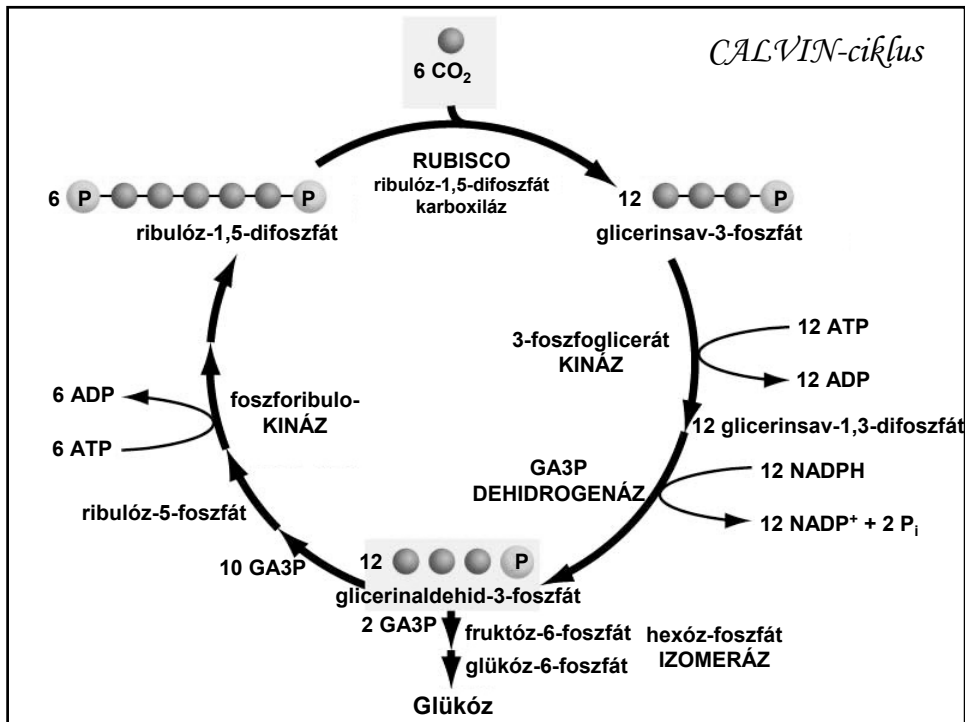 CALVIN-ciklus
6 CO₂
RUBISCO
ribulóz-1,5-difoszfát
karboxiláz
6 P P
ribulóz-1,5-difoszfát
12 P
glicerinsav-3-foszfát
3-foszfoglicerát
KINÁZ
12 ATP
12 ADP
12 glicerinsav-1,3-difoszfát
GA3P
DEHIDROGENÁZ
12 NADPH
12 NADP⁺ + 2 Pᵢ
12 P
glicerinaldehid-3-foszfát
2 GA3P
fruktóz-6-foszfát
glükóz-6-foszfát
hexóz-foszfát
IZOMERÁZ
Glükóz
10 GA3P
ribulóz-5-foszfát
foszforibulo-
KINÁZ
6 ADP
6 ATP